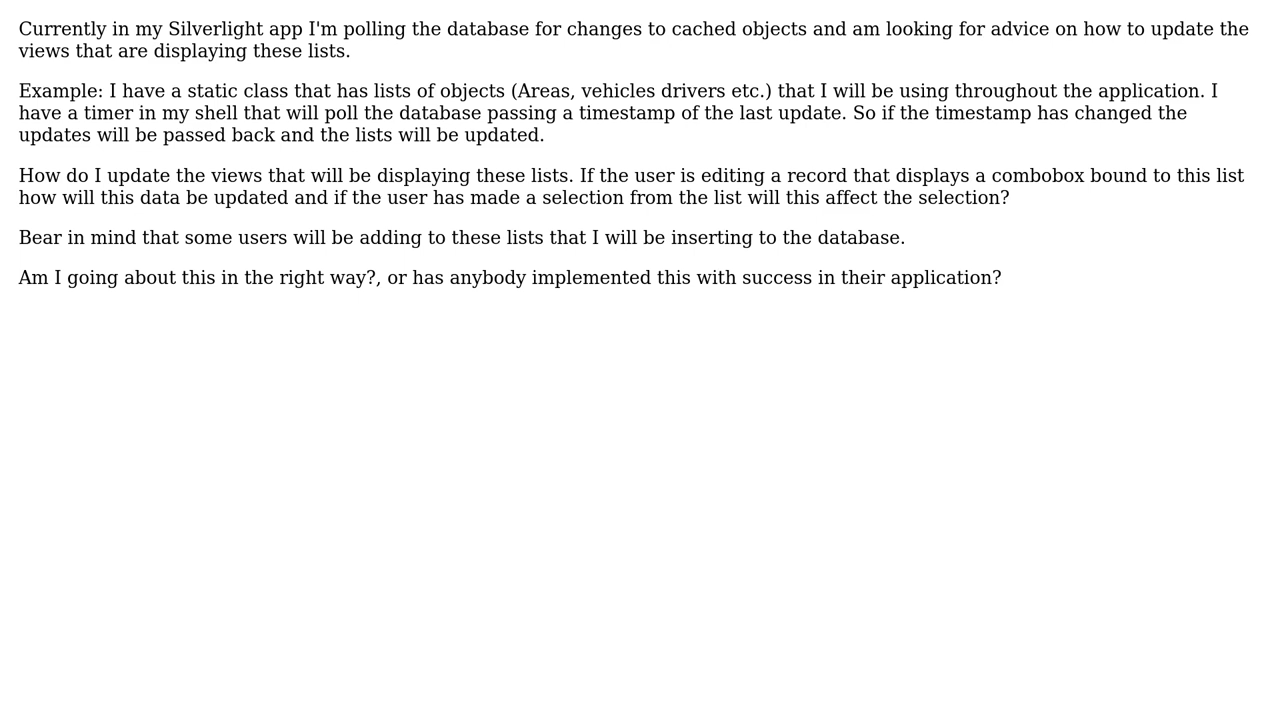 Currently in my Silverlight app I'm polling the database for changes to cached objects and am looking for advice on how to update the
views that are displaying these lists.
Example: I have a static class that has lists of objects (Areas, vehicles drivers etc.) that I will be using throughout the application. I
have a timer in my shell that will poll the database passing a timestamp of the last update. So if the timestamp has changed the
updates will be passed back and the lists will be updated.
How do I update the views that will be displaying these lists. If the user is editing a record that displays a combobox bound to this list
how will this data be updated and if the user has made a selection from the list will this affect the selection?
Bear in mind that some users will be adding to these lists that I will be inserting to the database.
Am I going about this in the right way?, or has anybody implemented this with success in their application?